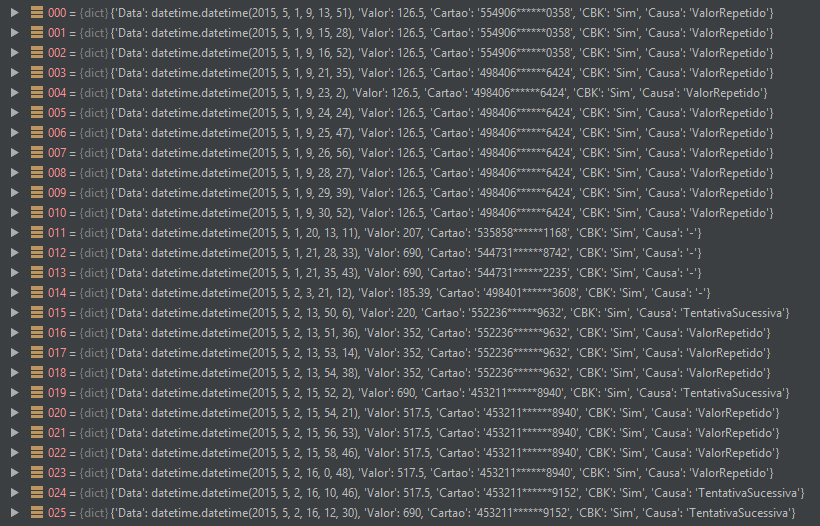 000 = {dict} {'Data': datetime.datetime(2015, 5, 1, 9, 13, 51), 'Valor': 126.5, 'Cartao': '554906******0358', 'CBK': 'Sim', 'Causa': 'ValorRepetido'}
001 = {dict} {'Data': datetime.datetime(2015, 5, 1, 9, 15, 28), 'Valor': 126.5, 'Cartao': '554906******0358', 'CBK': 'Sim', 'Causa': 'ValorRepetido'}
002 = {dict} {'Data': datetime.datetime(2015, 5, 1, 9, 16, 52), 'Valor': 126.5, 'Cartao': '554906******0358', 'CBK': 'Sim', 'Causa': 'ValorRepetido'}
003 = {dict} {'Data': datetime.datetime(2015, 5, 1, 9, 21, 35), 'Valor': 126.5, 'Cartao': '498406******6424', 'CBK': 'Sim', 'Causa': 'ValorRepetido'}
004 = {dict} {'Data': datetime.datetime(2015, 5, 1, 9, 23, 2), 'Valor': 126.5, 'Cartao': '498406******6424', 'CBK': 'Sim', 'Causa': 'ValorRepetido'}
005 = {dict} {'Data': datetime.datetime(2015, 5, 1, 9, 24, 24), 'Valor': 126.5, 'Cartao': '498406******6424', 'CBK': 'Sim', 'Causa': 'ValorRepetido'}
006 = {dict} {'Data': datetime.datetime(2015, 5, 1, 9, 25, 47), 'Valor': 126.5, 'Cartao': '498406******6424', 'CBK': 'Sim', 'Causa': 'ValorRepetido'}
007 = {dict} {'Data': datetime.datetime(2015, 5, 1, 9, 26, 56), 'Valor': 126.5, 'Cartao': '498406******6424', 'CBK': 'Sim', 'Causa': 'ValorRepetido'}
008 = {dict} {'Data': datetime.datetime(2015, 5, 1, 9, 28, 27), 'Valor': 126.5, 'Cartao': '498406******6424', 'CBK': 'Sim', 'Causa': 'ValorRepetido'}
009 = {dict} {'Data': datetime.datetime(2015, 5, 1, 9, 29, 39), 'Valor': 126.5, 'Cartao': '498406******6424', 'CBK': 'Sim', 'Causa': 'ValorRepetido'}
010 = {dict} {'Data': datetime.datetime(2015, 5, 1, 9, 30, 52), 'Valor': 126.5, 'Cartao': '498406******6424', 'CBK': 'Sim', 'Causa': 'ValorRepetido'}
011 = {dict} {'Data': datetime.datetime(2015, 5, 1, 20, 13, 11), 'Valor': 207, 'Cartao': '535858******1168', 'CBK': 'Sim', 'Causa': '-'}
012 = {dict} {'Data': datetime.datetime(2015, 5, 1, 21, 28, 33), 'Valor': 690, 'Cartao': '544731******8742', 'CBK': 'Sim', 'Causa': '-'}
013 = {dict} {'Data': datetime.datetime(2015, 5, 1, 21, 35, 43), 'Valor': 690, 'Cartao': '544731******2235', 'CBK': 'Sim', 'Causa': '-'}
014 = {dict} {'Data': datetime.datetime(2015, 5, 2, 3, 21, 12), 'Valor': 185.39, 'Cartao': '498401******3608', 'CBK': 'Sim', 'Causa': '-'}
015 = {dict} {'Data': datetime.datetime(2015, 5, 2, 13, 50, 6), 'Valor': 220, 'Cartao': '552236******9632', 'CBK': 'Sim', 'Causa': 'TentativaSucessiva'}
016 = {dict} {'Data': datetime.datetime(2015, 5, 2, 13, 51, 36), 'Valor': 352, 'Cartao': '552236******9632', 'CBK': 'Sim', 'Causa': 'ValorRepetido'}
017 = {dict} {'Data': datetime.datetime(2015, 5, 2, 13, 53, 14), 'Valor': 352, 'Cartao': '552236******9632', 'CBK': 'Sim', 'Causa': 'ValorRepetido'}
018 = {dict} {'Data': datetime.datetime(2015, 5, 2, 13, 54, 38), 'Valor': 352, 'Cartao': '552236******9632', 'CBK': 'Sim', 'Causa': 'ValorRepetido'}
019 = {dict} {'Data': datetime.datetime(2015, 5, 2, 15, 52, 2), 'Valor': 690, 'Cartao': '453211******8940', 'CBK': 'Sim', 'Causa': 'TentativaSucessiva'}
020 = {dict} {'Data': datetime.datetime(2015, 5, 2, 15, 54, 21), 'Valor': 517.5, 'Cartao': '453211******8940', 'CBK': 'Sim', 'Causa': 'ValorRepetido'}
021 = {dict} {'Data': datetime.datetime(2015, 5, 2, 15, 56, 53), 'Valor': 517.5, 'Cartao': '453211******8940', 'CBK': 'Sim', 'Causa': 'ValorRepetido'}
022 = {dict} {'Data': datetime.datetime(2015, 5, 2, 15, 58, 46), 'Valor': 517.5, 'Cartao': '453211******8940', 'CBK': 'Sim', 'Causa': 'ValorRepetido'}
023 = {dict} {'Data': datetime.datetime(2015, 5, 2, 16, 0, 48), 'Valor': 517.5, 'Cartao': '453211******8940', 'CBK': 'Sim', 'Causa': 'ValorRepetido'}
024 = {dict} {'Data': datetime.datetime(2015, 5, 2, 16, 10, 46), 'Valor': 517.5, 'Cartao': '453211******9152', 'CBK': 'Sim', 'Causa': 'TentativaSucessiva'}
025 = {dict} {'Data': datetime.datetime(2015, 5, 2, 16, 12, 30), 'Valor': 690, 'Cartao': '453211******9152', 'CBK': 'Sim', 'Causa': 'TentativaSucessiva'}